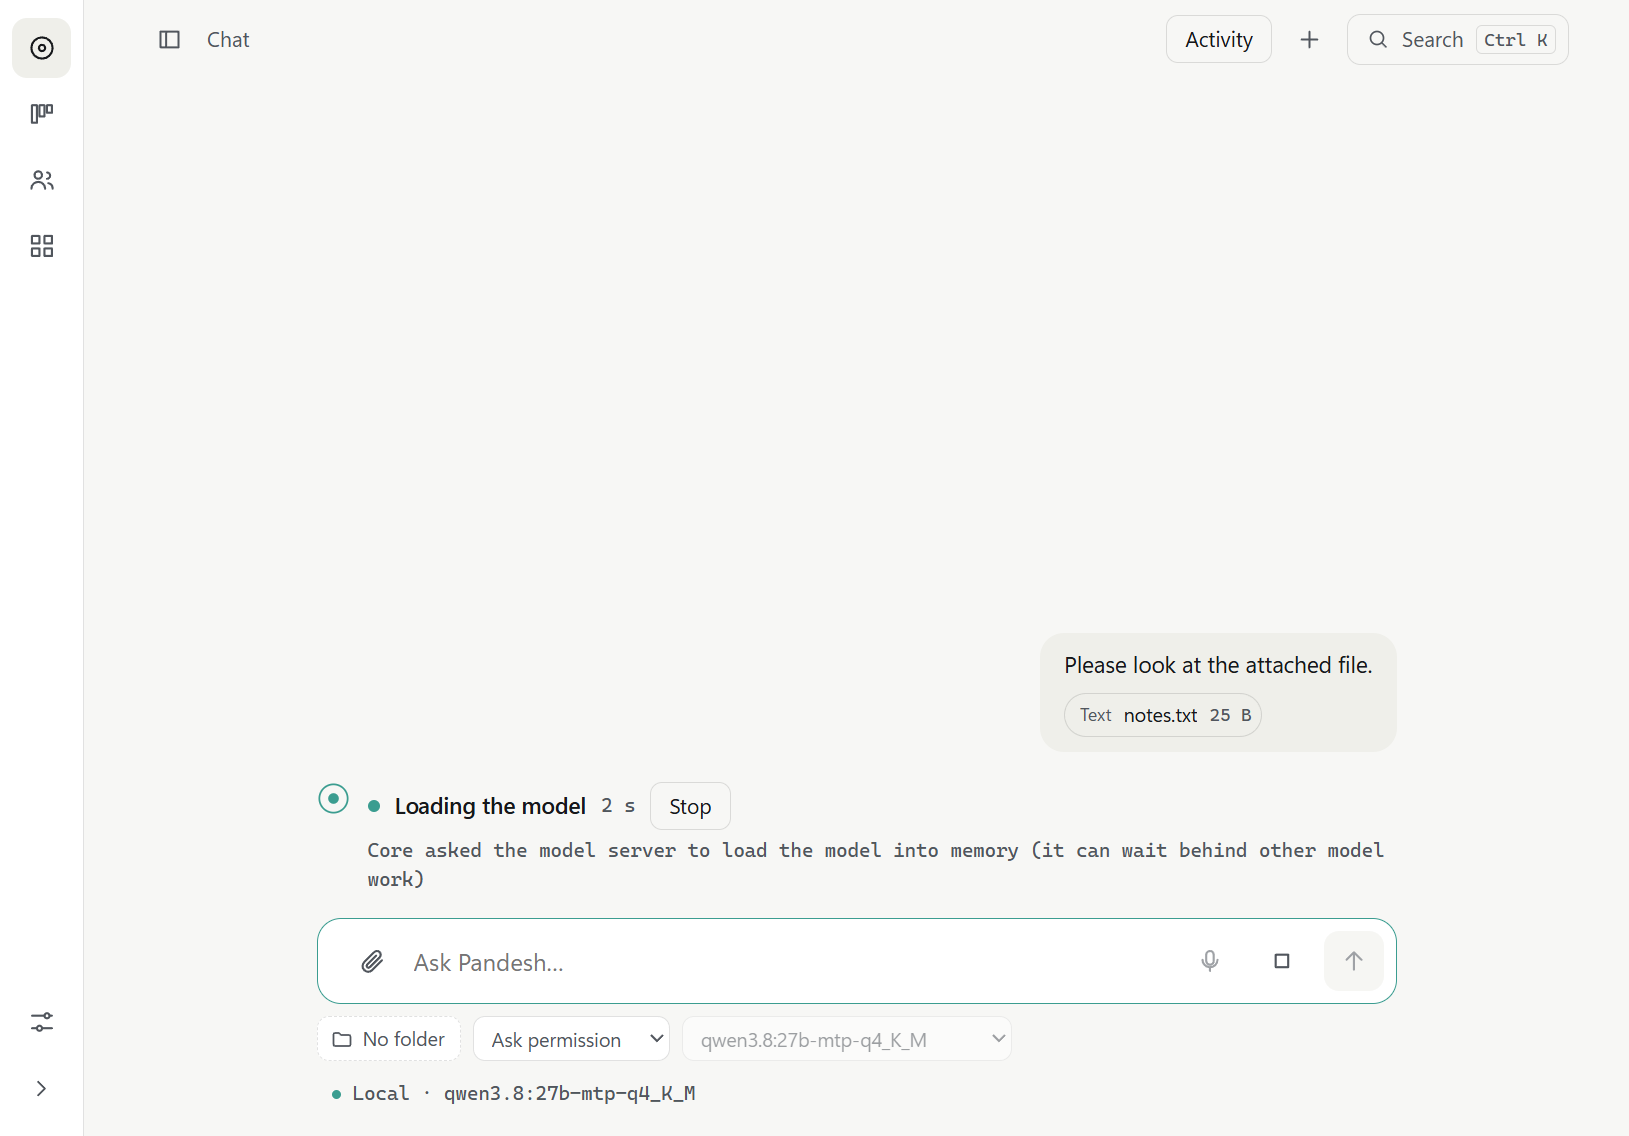 Chat
Activity
Search Ctrl K
Please look at the attached file.
Text notes.txt 25 B
Loading the model 2 s Stop
Core asked the model server to load the model into memory (it can wait behind other model
work)
Ask Pandesh...
No folder Ask permission qwen3.8:27b-mtp-q4_K_M
Local · qwen3.8:27b-mtp-q4_K_M